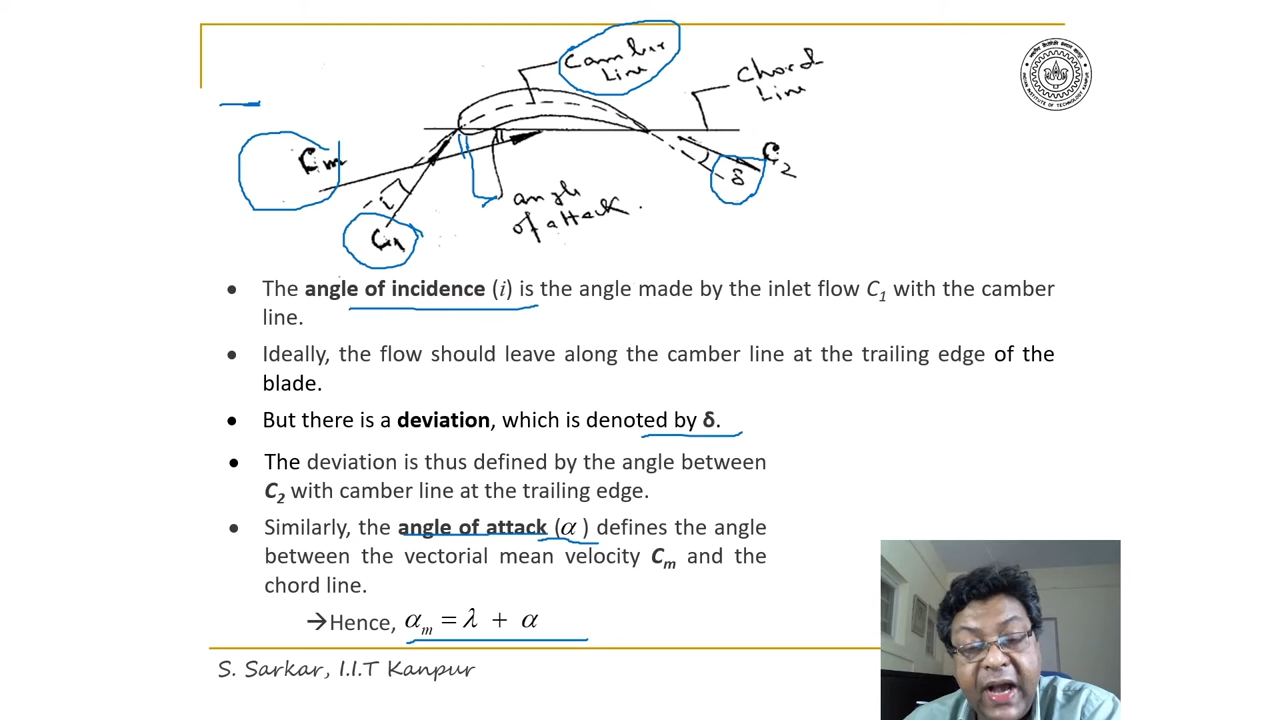 Camber
Line
Chord
Line
Cm
C2
δ
i
angle
of attack.
C1
• The angle of incidence (i) is the angle made by the inlet flow C1 with the camber
line.
• Ideally, the flow should leave along the camber line at the trailing edge of the
blade.
• But there is a deviation, which is denoted by δ.
• The deviation is thus defined by the angle between
C2 with camber line at the trailing edge.
• Similarly, the angle of attack (α) defines the angle
between the vectorial mean velocity Cm and the
chord line.
→Hence, αm = λ + α
S. Sarkar, I.I.T Kanpur